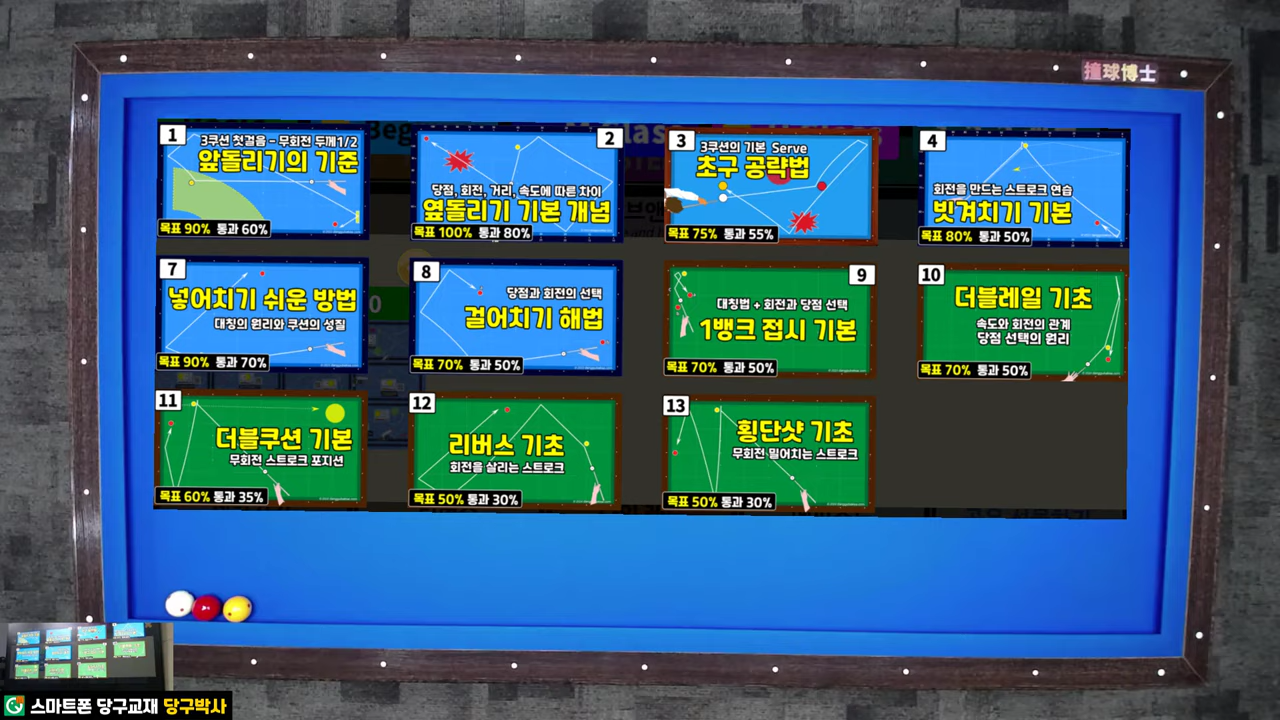 撞球博士
1
3쿠션 첫걸음 - 무회전 두께1/2
앞돌리기의 기준
목표 90% 통과 60%
2
당점, 회전, 거리, 속도에 따른 차이
옆돌리기 기본 개념
목표 100% 통과 80%
3
3쿠션의 기본 Serve
초구 공략법
목표 75% 통과 55%
4
회전을 만드는 스트로크 연습
빗겨치기 기본
목표 80% 통과 50%
7
넣어치기 쉬운 방법
대칭의 원리와 쿠션의 성질
목표 90% 통과 70%
8
당점과 회전의 선택
걸어치기 해법
목표 70% 통과 50%
9
대칭법 + 회전과 당점 선택
1뱅크 접시 기본
목표 70% 통과 50%
10
더블레일 기초
속도와 회전의 관계
당점 선택의 원리
목표 70% 통과 50%
11
더블쿠션 기본
무회전 스트로크 포지션
목표 60% 통과 35%
12
리버스 기초
회전을 살리는 스트로크
목표 50% 통과 30%
13
횡단샷 기초
무회전 밀어치는 스트로크
목표 50% 통과 30%
스마트폰 당구교재 당구박사